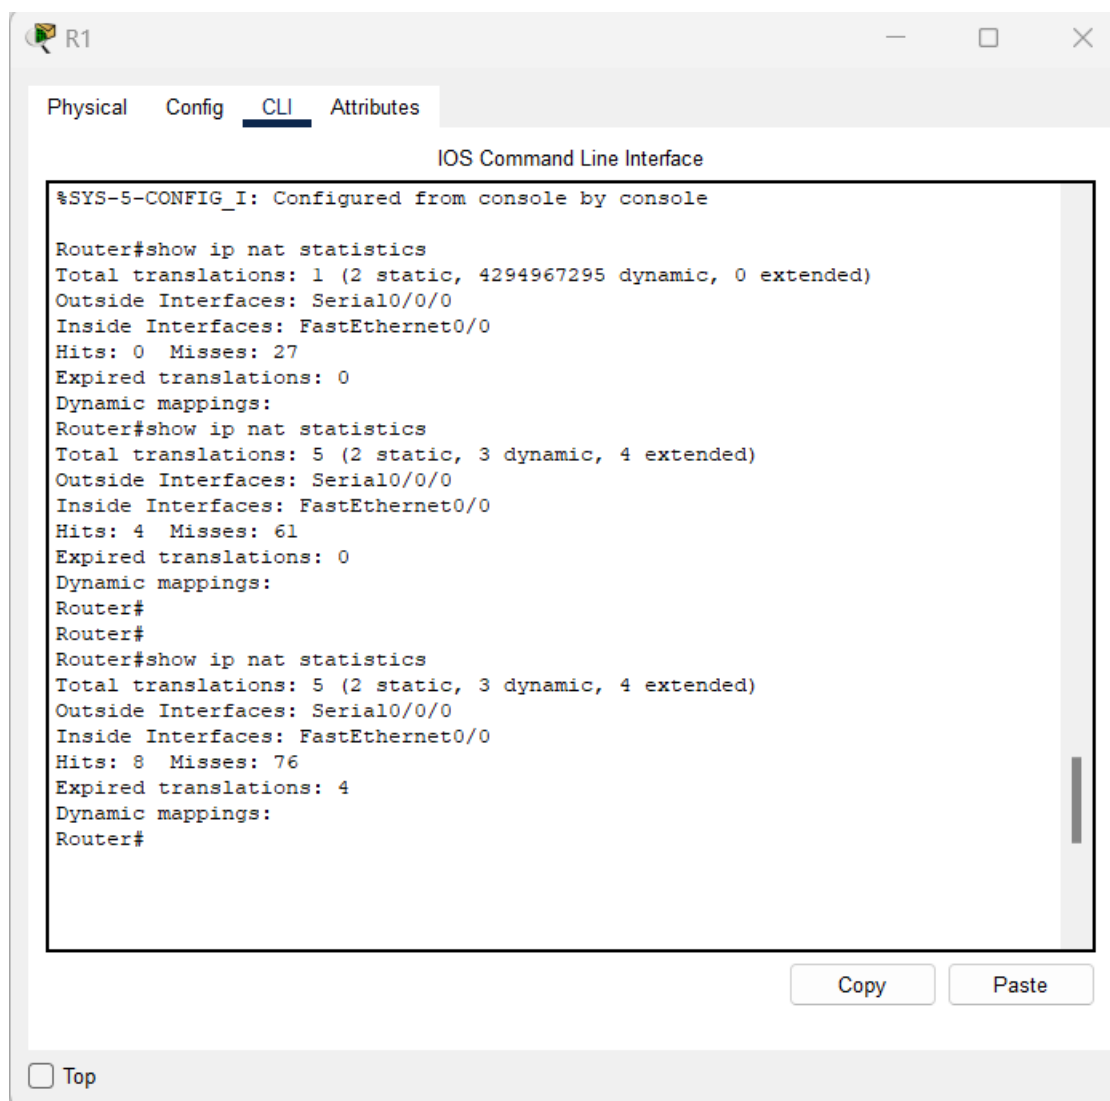 R1
Physical Config CLI Attributes
IOS Command Line Interface
%SYS-5-CONFIG_I: Configured from console by console
Router#show ip nat statistics
Total translations: 1 (2 static, 4294967295 dynamic, 0 extended)
Outside Interfaces: Serial0/0/0
Inside Interfaces: FastEthernet0/0
Hits: 0  Misses: 27
Expired translations: 0
Dynamic mappings:
Router#show ip nat statistics
Total translations: 5 (2 static, 3 dynamic, 4 extended)
Outside Interfaces: Serial0/0/0
Inside Interfaces: FastEthernet0/0
Hits: 4  Misses: 61
Expired translations: 0
Dynamic mappings:
Router#
Router#
Router#show ip nat statistics
Total translations: 5 (2 static, 3 dynamic, 4 extended)
Outside Interfaces: Serial0/0/0
Inside Interfaces: FastEthernet0/0
Hits: 8  Misses: 76
Expired translations: 4
Dynamic mappings:
Router#
Copy Paste
Top